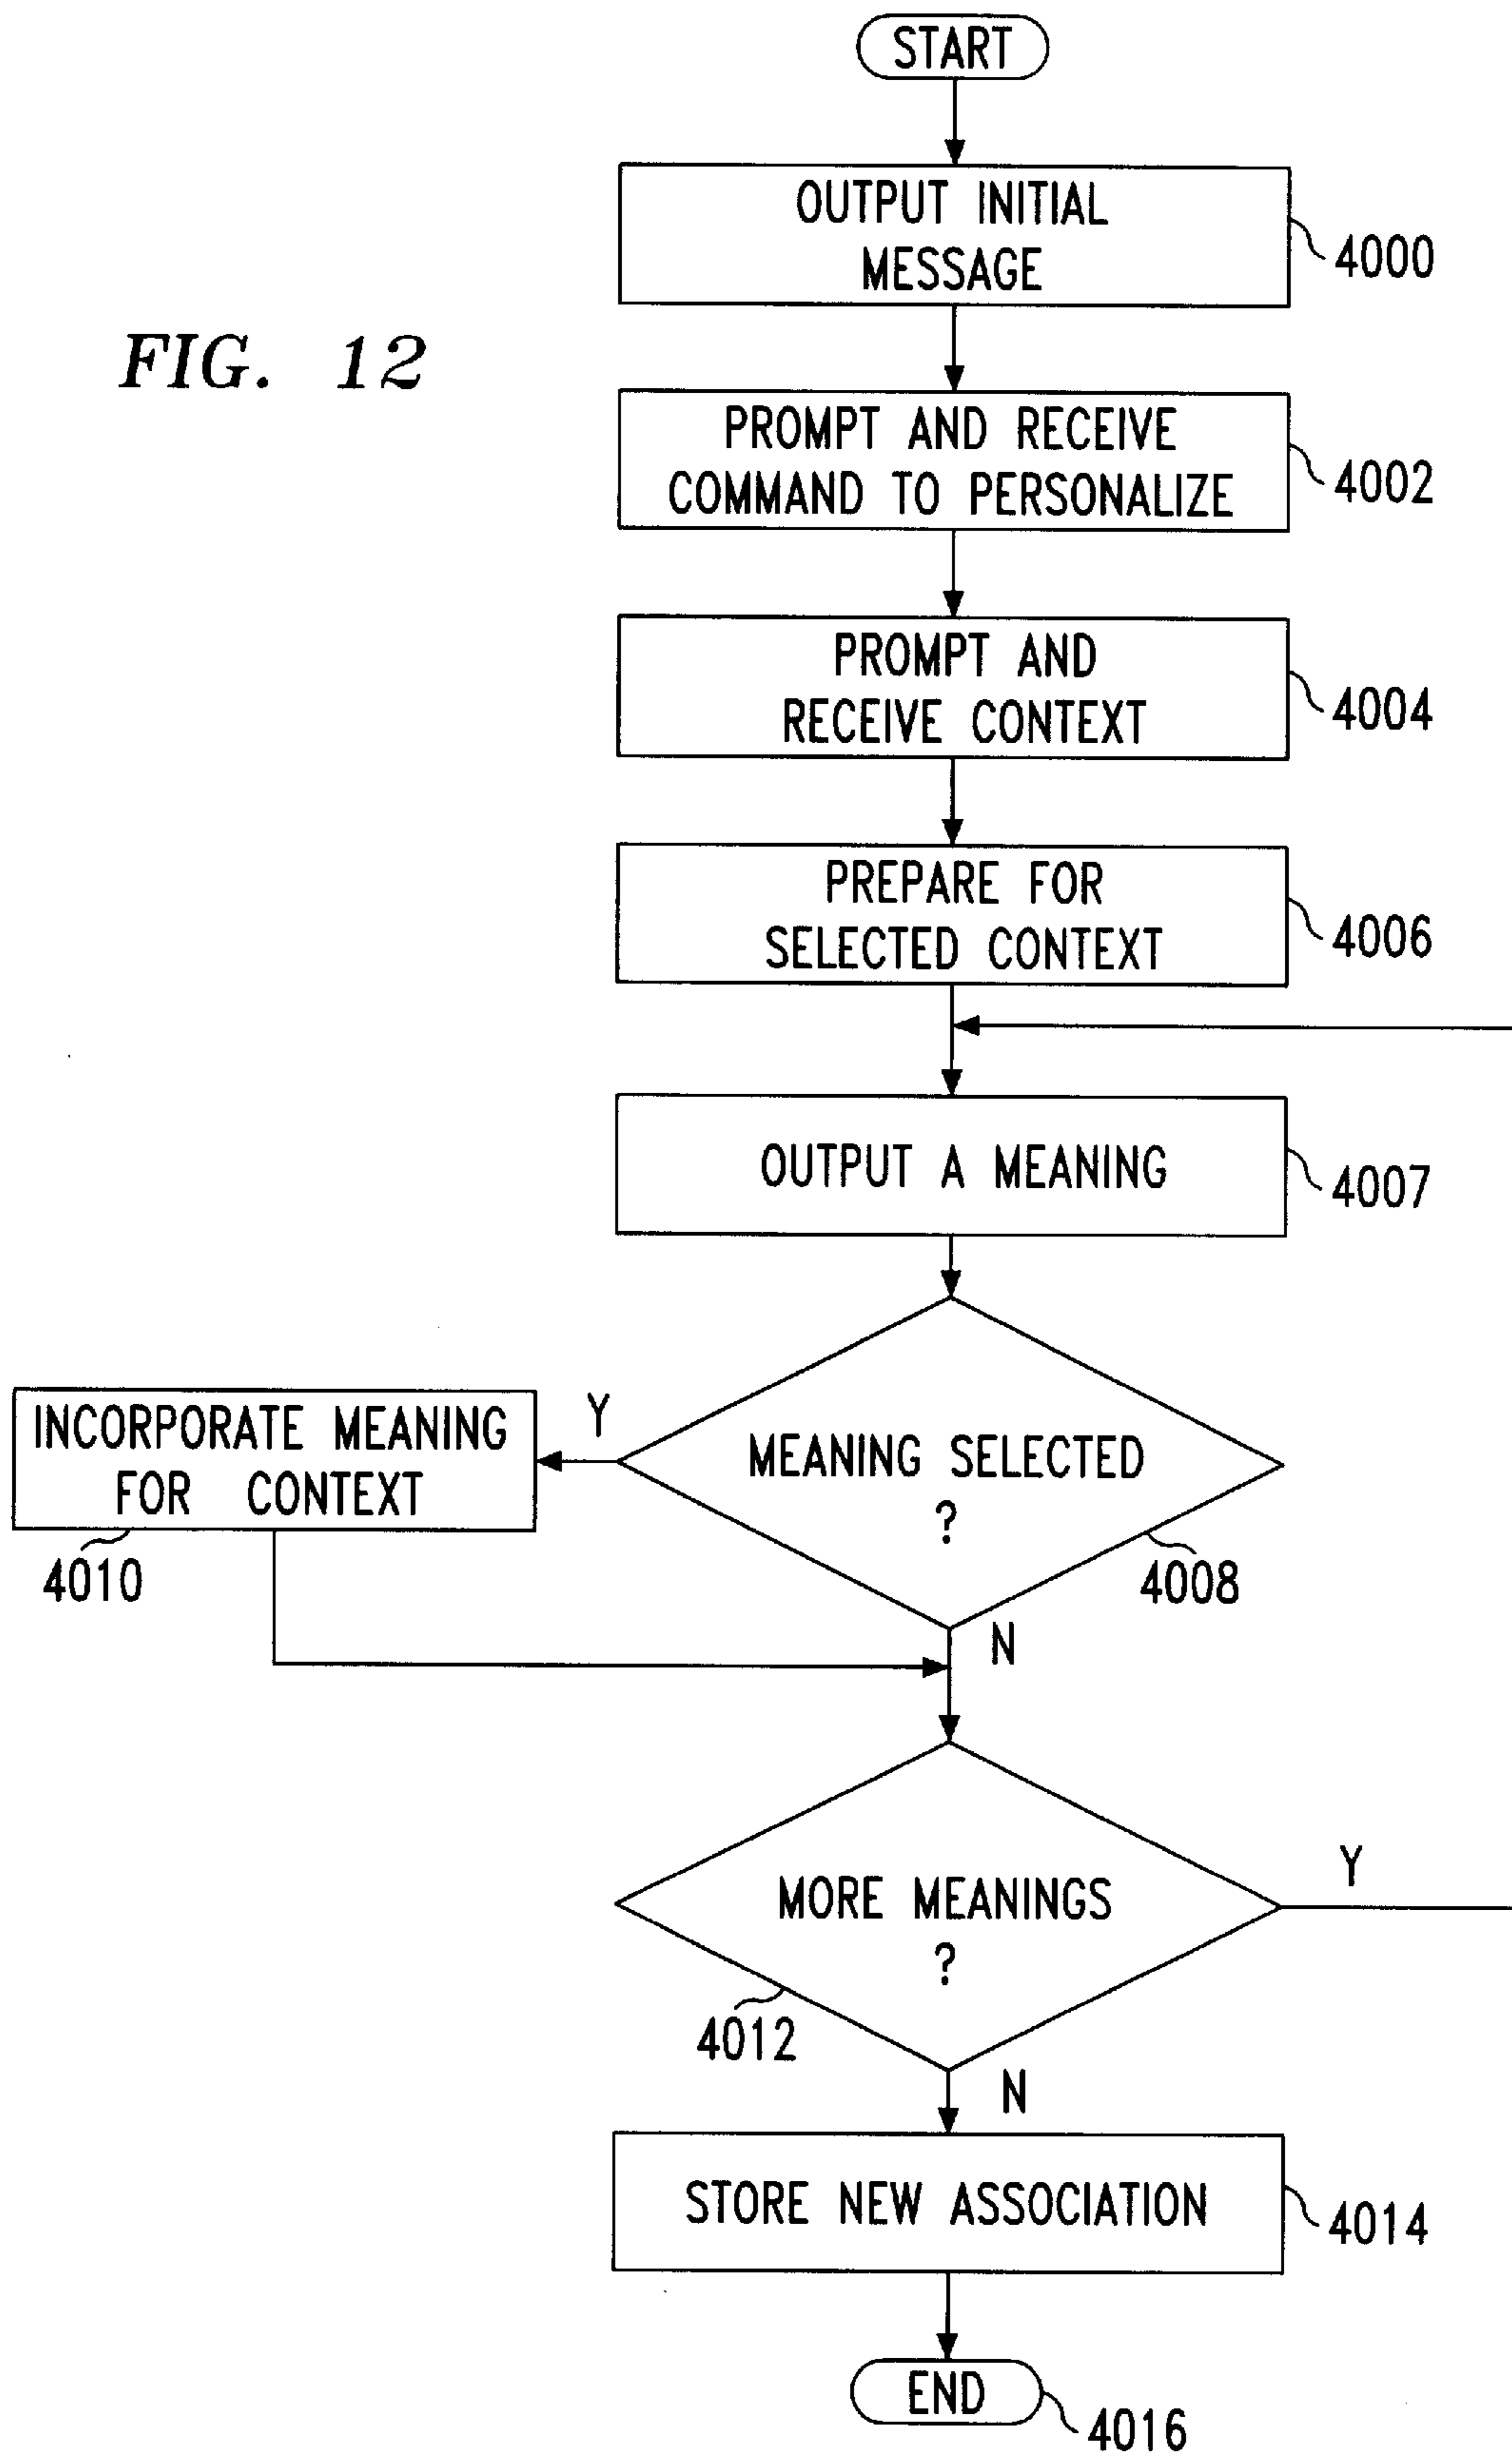 START
OUTPUT INITIAL
MESSAGE
4000
FIG. 12
PROMPT AND RECEIVE
COMMAND TO PERSONALIZE
4002
PROMPT AND
RECEIVE CONTEXT
4004
PREPARE FOR
SELECTED CONTEXT
4006
OUTPUT A MEANING
4007
INCORPORATE MEANING
FOR CONTEXT
4010
Y
MEANING SELECTED
?
4008
N
MORE MEANINGS
?
Y
4012
N
STORE NEW ASSOCIATION
4014
END
4016